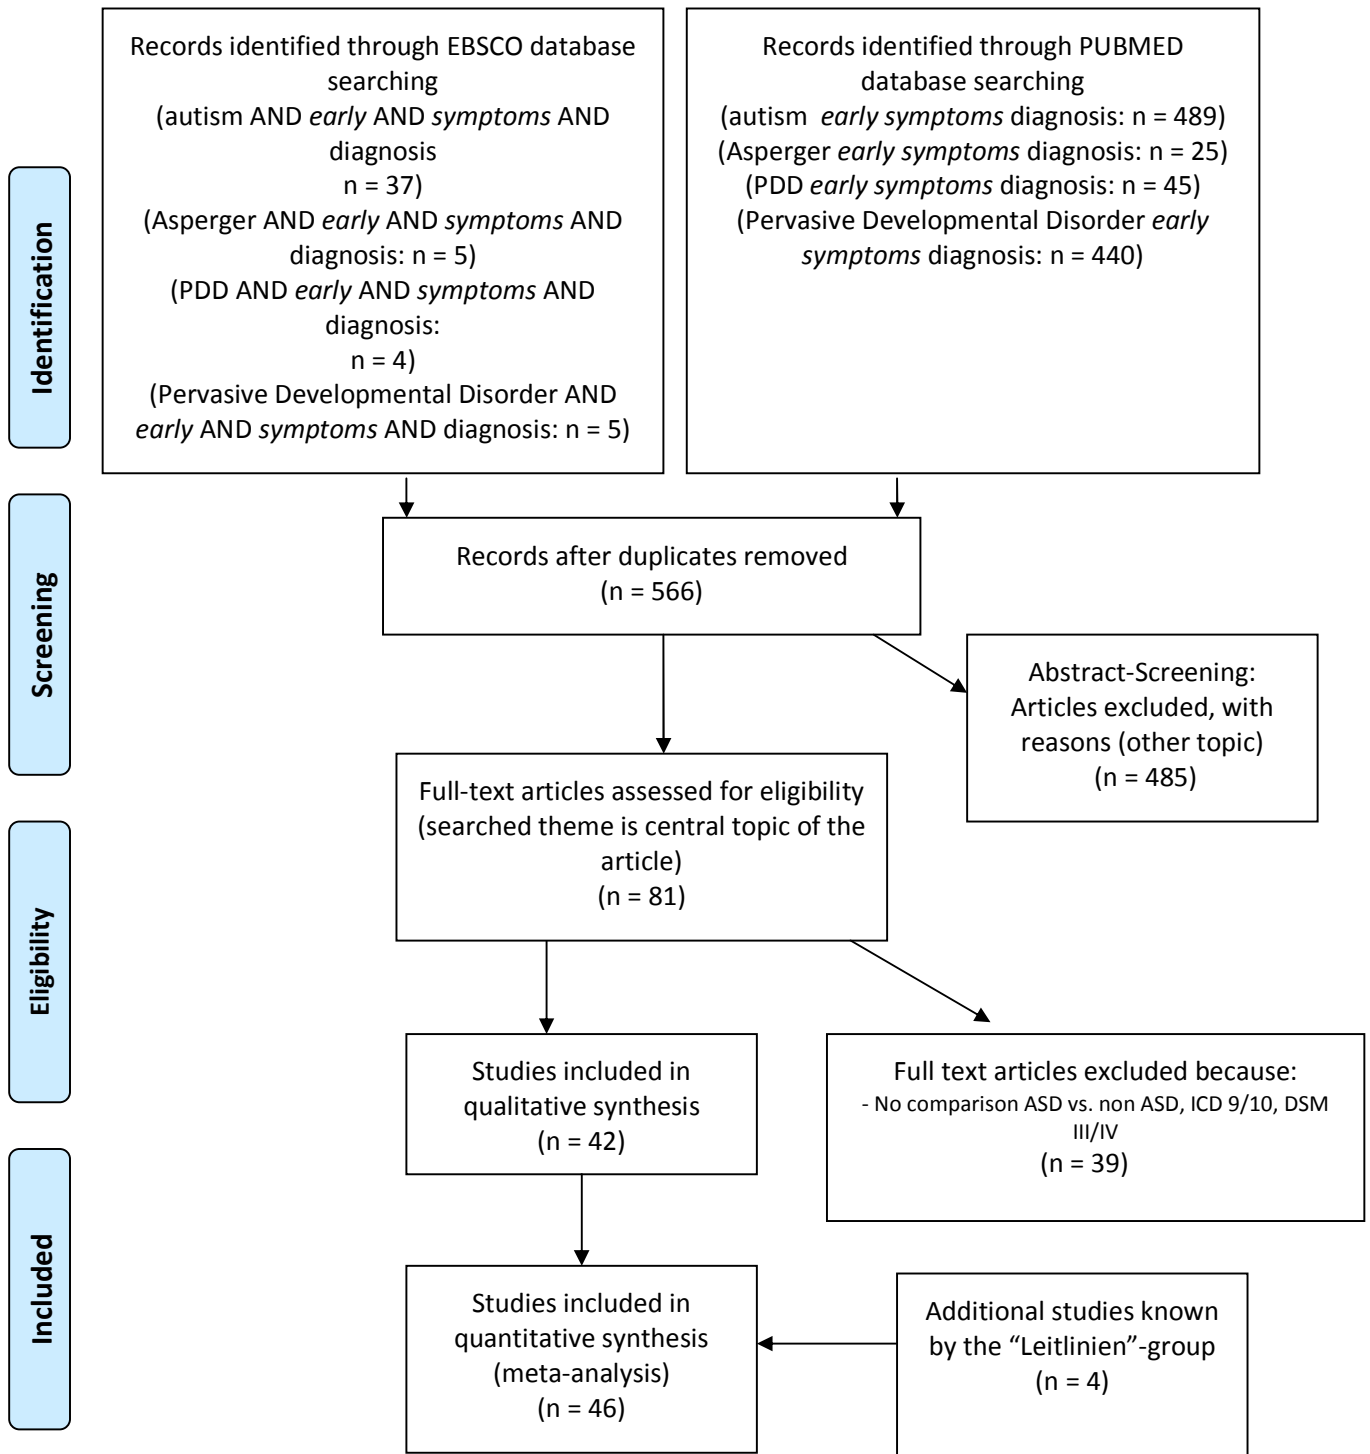 Records identified through EBSCO database
searching
(autism AND early AND symptoms AND
diagnosis
n = 37)
(Asperger AND early AND symptoms AND
diagnosis: n = 5)
(PDD AND early AND symptoms AND
diagnosis:
n = 4)
(Pervasive Developmental Disorder AND
early AND symptoms AND diagnosis: n = 5)
Records identified through PUBMED
database searching
(autism early symptoms diagnosis: n = 489)
(Asperger early symptoms diagnosis: n = 25)
(PDD early symptoms diagnosis: n = 45)
(Pervasive Developmental Disorder early
symptoms diagnosis: n = 440)
Identification
Records after duplicates removed
(n = 566)
Screening
Abstract-Screening:
Articles excluded, with
reasons (other topic)
(n = 485)
Full-text articles assessed for eligibility
(searched theme is central topic of the
article)
(n = 81)
Eligibility
Studies included in
qualitative synthesis
(n = 42)
Full text articles excluded because:
- No comparison ASD vs. non ASD, ICD 9/10, DSM
III/IV
(n = 39)
Included
Studies included in
quantitative synthesis
(meta-analysis)
(n = 46)
Additional studies known
by the “Leitlinien”-group
(n = 4)